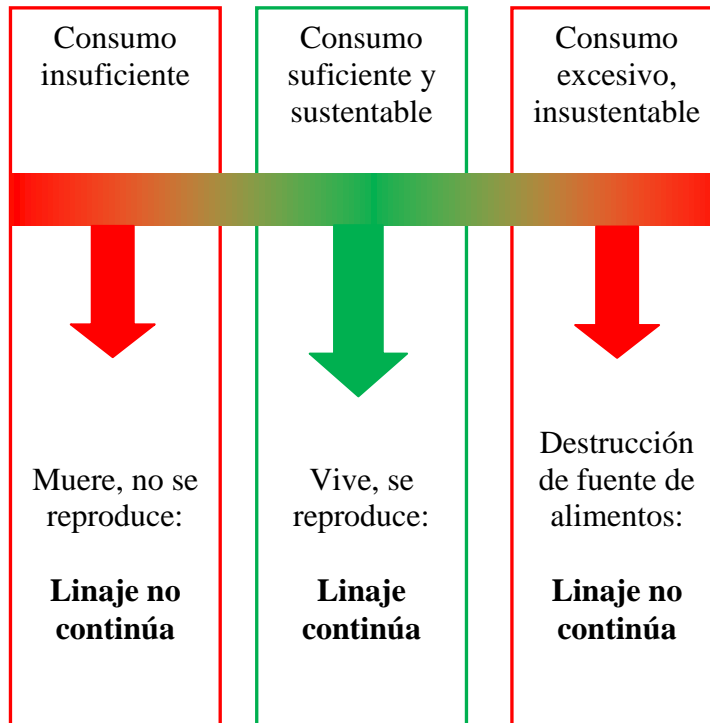 Consumo
insuficiente
Muere, no se
reproduce:
Linaje no
continúa
Consumo
suficiente y
sustentable
Vive, se
reproduce:
Linaje
continúa
Consumo
excesivo,
insustentable
Destrucción
de fuente de
alimentos:
Linaje no
continúa